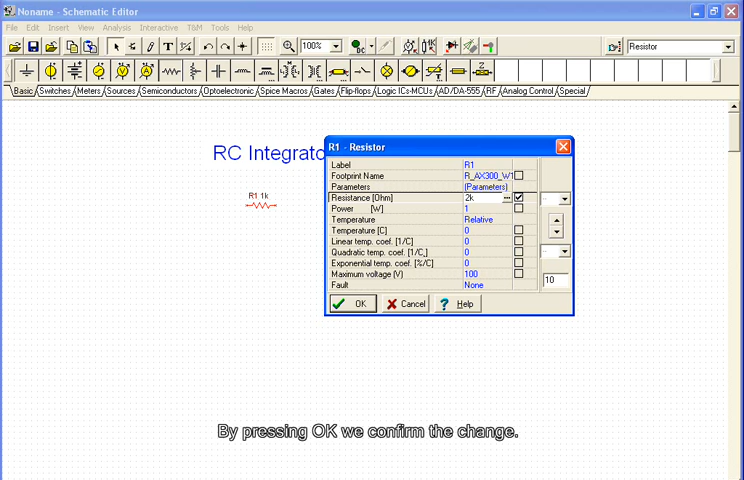 Noname - Schematic Editor
File Edit Insert View Analysis Interactive T&M Tools Help
100% DC Resistor
Basic Switches Meters Sources Semiconductors Optoelectronic Spice Macros Gates Flip-flops Logic ICs-MCUs AD/DA-555 RF Analog Control Special
RC Integrato
R1 1k
R1 - Resistor
Label R1
Footprint Name R_AX300_W1
Parameters (Parameters)
Resistance [Ohm] 2k ...
Power [W] 1
Temperature Relative
Temperature [C] 0
Linear temp. coef. [1/C] 0
Quadratic temp. coef. [1/C_] 0
Exponential temp. coef. [%/C] 0
Maximum voltage (V) 100
Fault None
10
OK Cancel Help
By pressing OK we confirm the change.